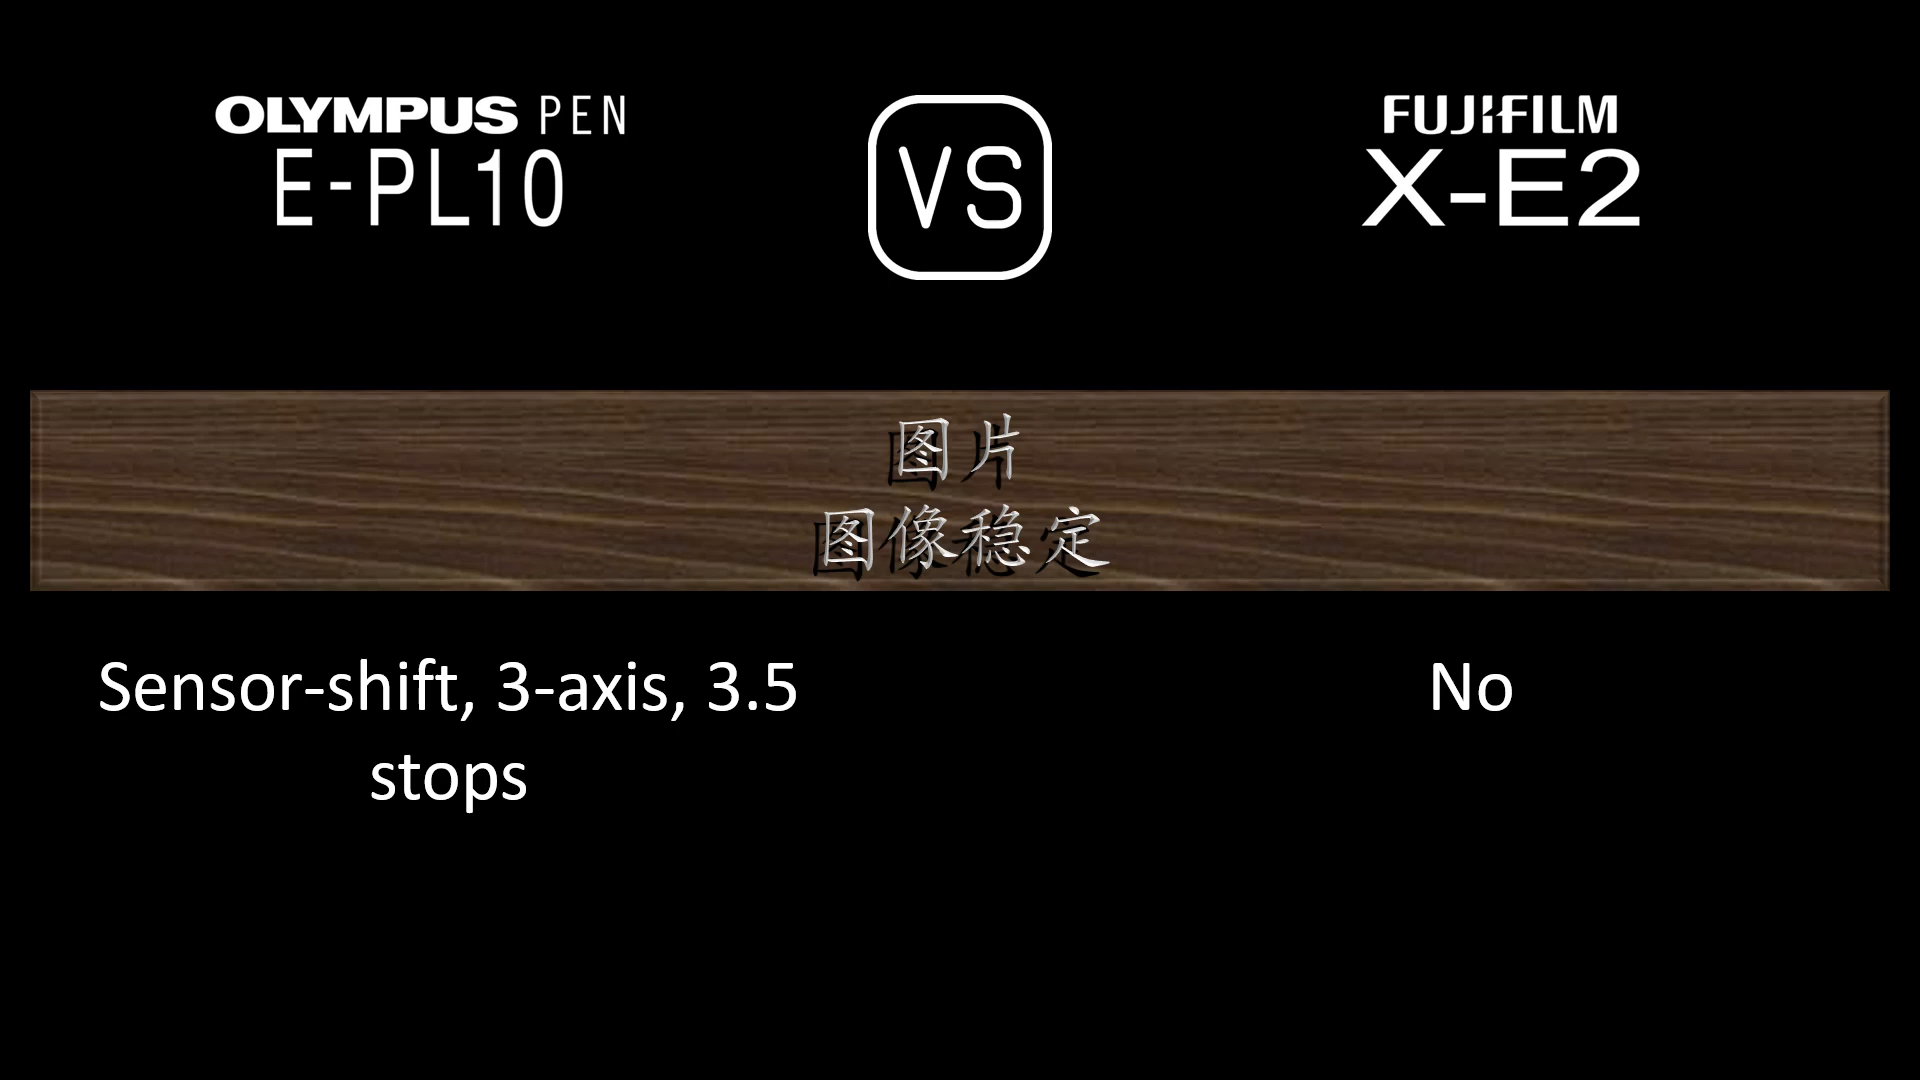 OLYMPUS PEN
E-PL10
VS
FUJIFILM
X-E2
图片
图像稳定
Sensor-shift, 3-axis, 3.5
stops
No